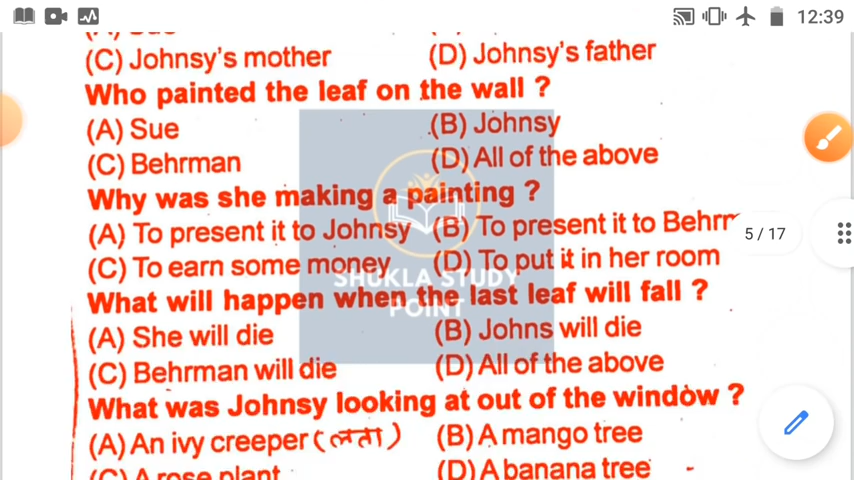 12:39
(C) Johnsy's mother (D) Johnsy's father
Who painted the leaf on the wall ?
(A) Sue (B) Johnsy
(C) Behrman (D) All of the above
Why was she making a painting ?
(A) To present it to Johnsy (B) To present it to Behrm
5 / 17
(C) To earn some money (D) To put it in her room
SHUKLA STUDY
POINT
What will happen when the last leaf will fall ?
(A) She will die (B) Johns will die
(C) Behrman will die (D) All of the above
What was Johnsy looking at out of the window ?
(A) An ivy creeper (लता) (B) A mango tree
(C) A rose plant (D) A banana tree